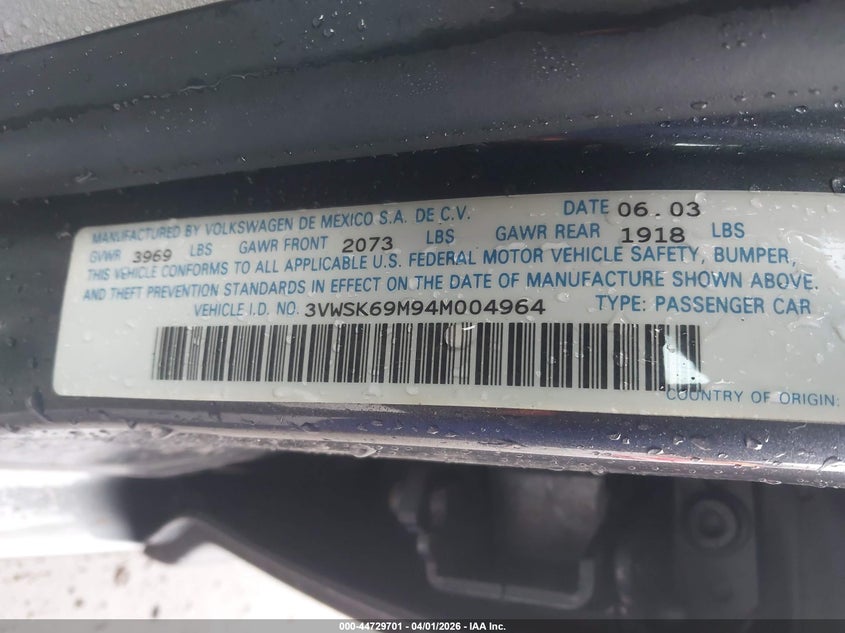 MANUFACTURED BY VOLKSWAGEN DE MEXICO S.A. DE C.V. DATE 06.03
GVWR 3969 LBS GAWR FRONT 2073 LBS GAWR REAR 1918 LBS
THIS VEHICLE CONFORMS TO ALL APPLICABLE U.S. FEDERAL MOTOR VEHICLE SAFETY, BUMPER,
AND THEFT PREVENTION STANDARDS IN EFFECT ON THE DATE OF MANUFACTURE SHOWN ABOVE.
VEHICLE I.D. NO. 3VWSK69M94M004964 TYPE: PASSENGER CAR
COUNTRY OF ORIGIN:
000-44729701 - 04/01/2026 - IAA Inc.